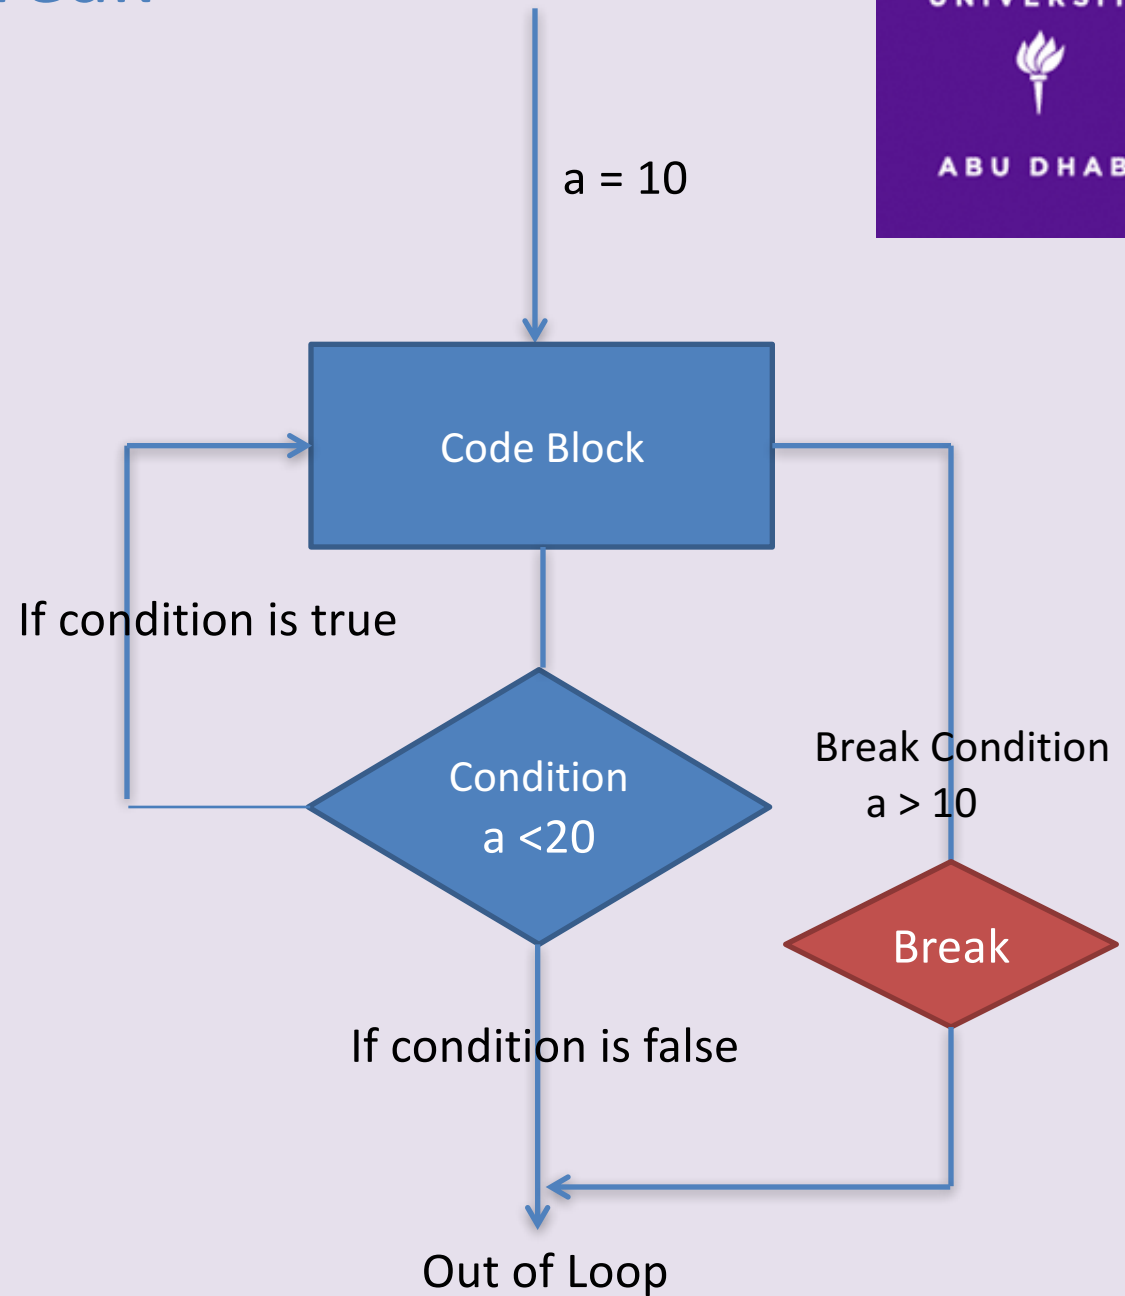 a = 10
ABU DHAB
Code Block
If condition is true
Condition
a <20
Break Condition
a > 10
Break
If condition is false
Out of Loop